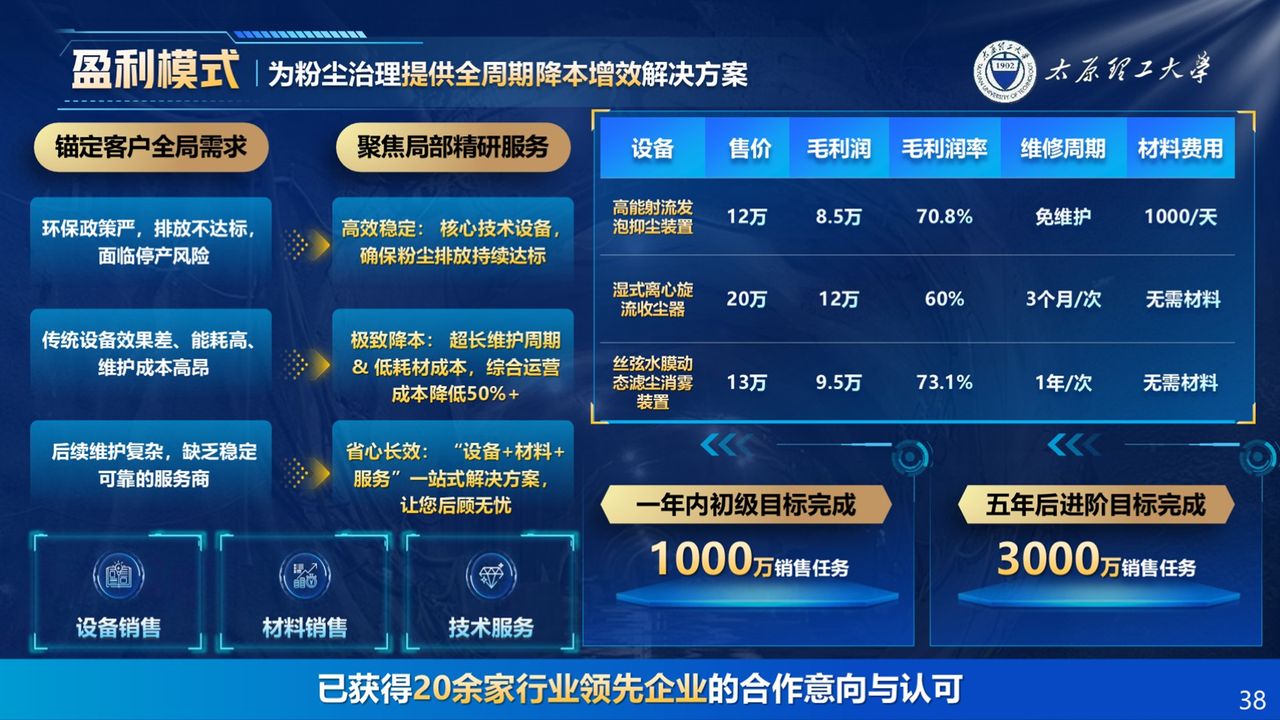 盈利模式
为粉尘治理提供全周期降本增效解决方案
1902
太原理工大学
锚定客户全局需求
聚焦局部精研服务
环保政策严，排放不达标，
面临停产风险
高效稳定： 核心技术设备，
确保粉尘排放持续达标
传统设备效果差、能耗高、
维护成本高昂
极致降本： 超长维护周期
& 低耗材成本，综合运营
成本降低50%+
后续维护复杂，缺乏稳定
可靠的服务商
省心长效： “设备+材料+
服务”一站式解决方案，
让您后顾无忧
设备销售
材料销售
技术服务
设备 售价 毛利润 毛利润率 维修周期 材料费用
高能射流发
泡抑尘装置
12万 8.5万 70.8% 免维护 1000/天
湿式离心旋
流收尘器
20万 12万 60% 3个月/次 无需材料
丝弦水膜动
态滤尘消雾
装置
13万 9.5万 73.1% 1年/次 无需材料
一年内初级目标完成
1000万销售任务
五年后进阶目标完成
3000万销售任务
已获得20余家行业领先企业的合作意向与认可
38